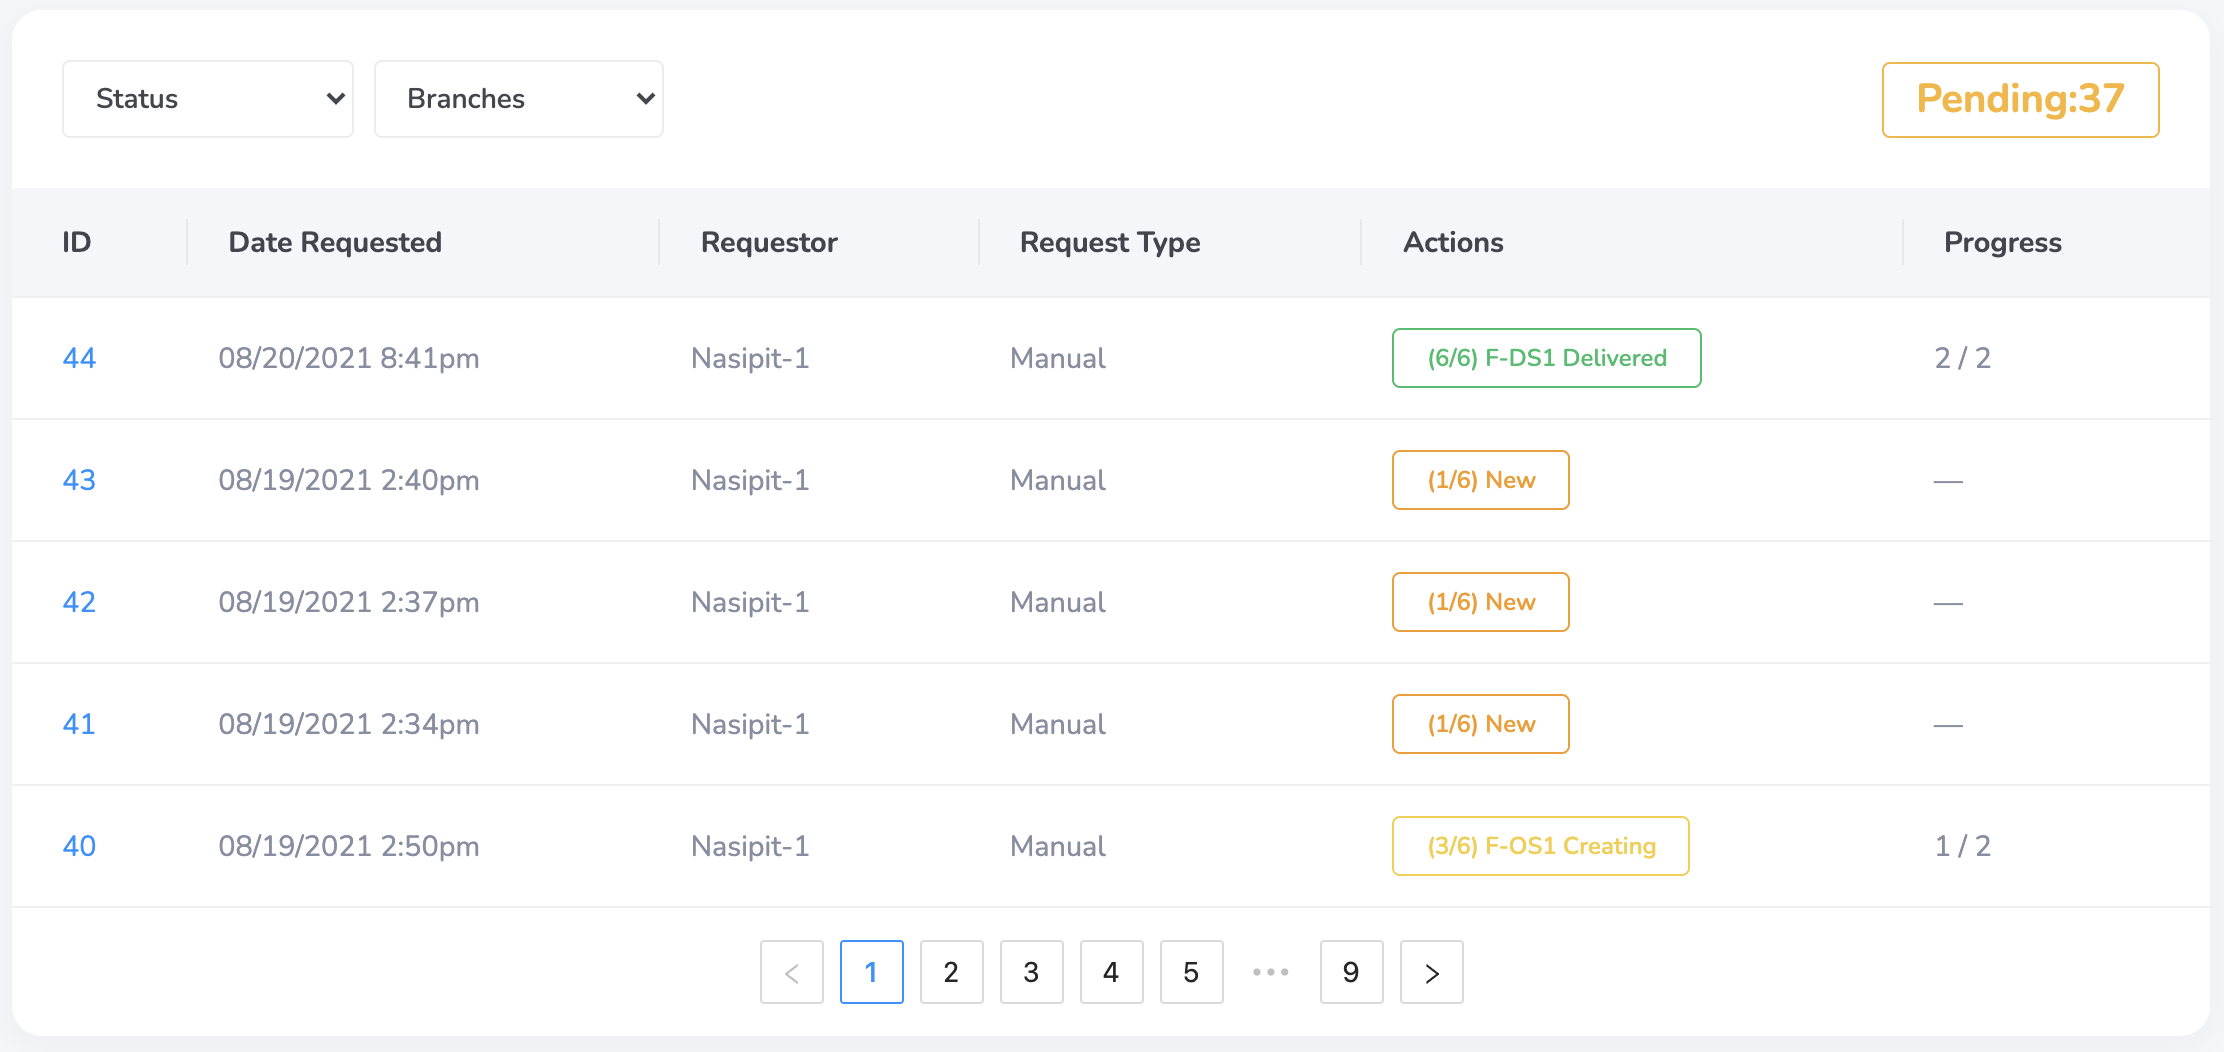 Status Branches Pending:37
ID Date Requested Requestor Request Type Actions Progress
44 08/20/2021 8:41pm Nasipit-1 Manual (6/6) F-DS1 Delivered 2 / 2
43 08/19/2021 2:40pm Nasipit-1 Manual (1/6) New —
42 08/19/2021 2:37pm Nasipit-1 Manual (1/6) New —
41 08/19/2021 2:34pm Nasipit-1 Manual (1/6) New —
40 08/19/2021 2:50pm Nasipit-1 Manual (3/6) F-OS1 Creating 1 / 2
< 1 2 3 4 5 ••• 9 >